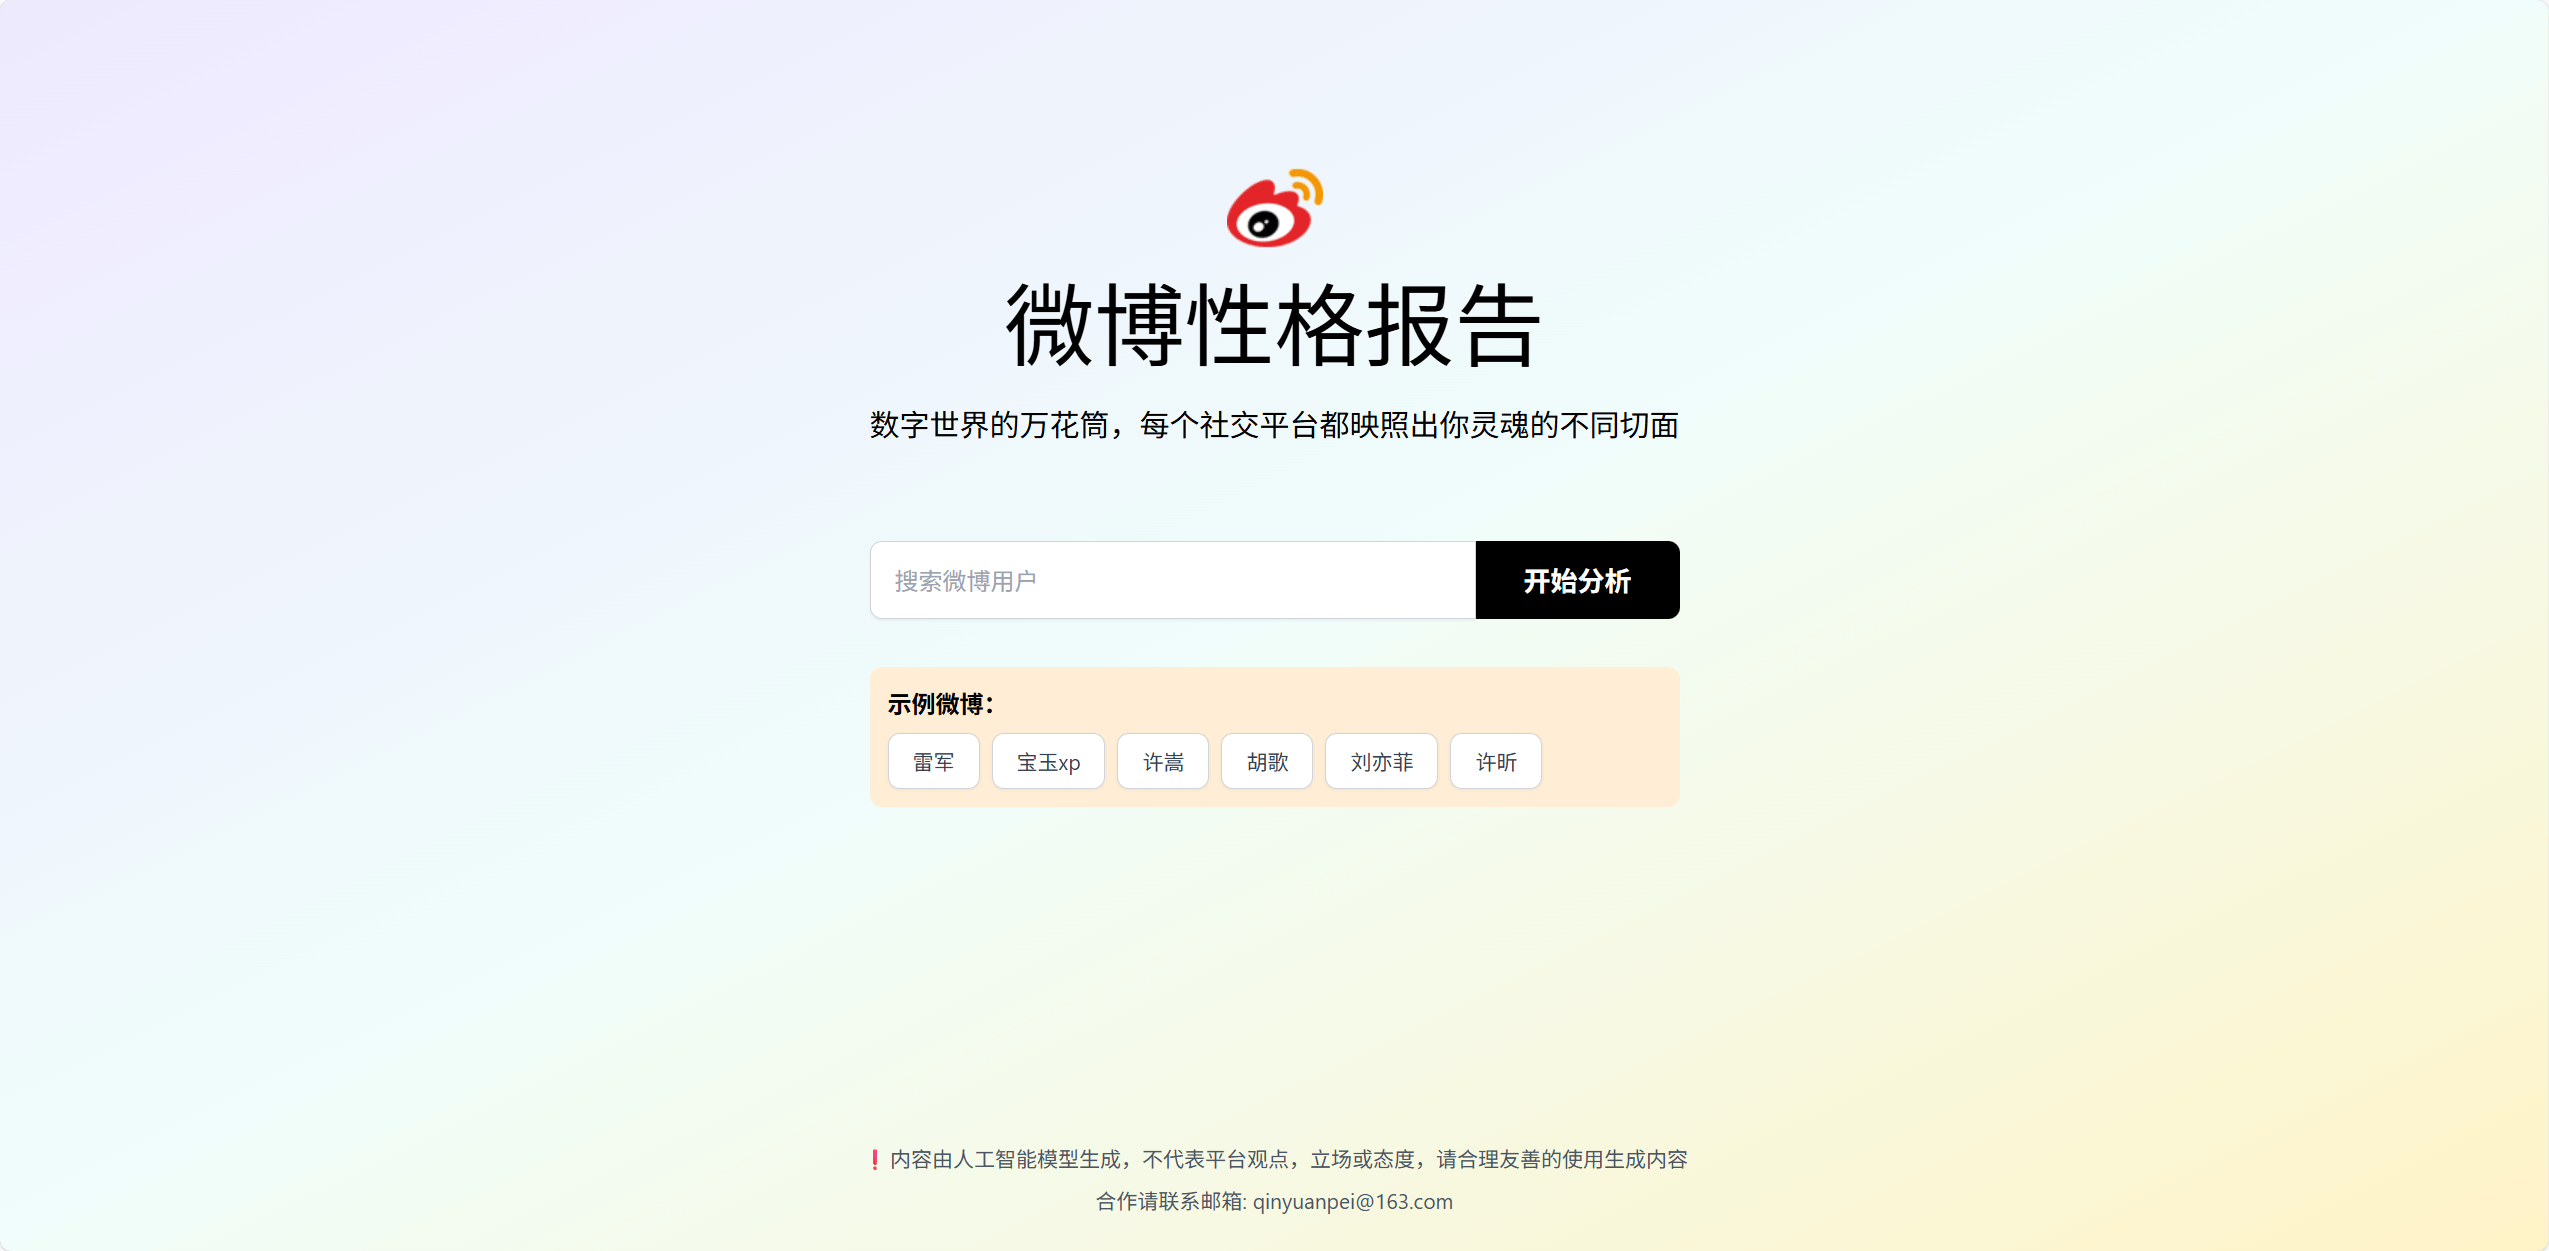 微博性格报告
数字世界的万花筒，每个社交平台都映照出你灵魂的不同切面
搜索微博用户
开始分析
示例微博：
雷军 宝玉xp 许嵩 胡歌 刘亦菲 许昕
❗内容由人工智能模型生成，不代表平台观点，立场或态度，请合理友善的使用生成内容
合作请联系邮箱: qinyuanpei@163.com